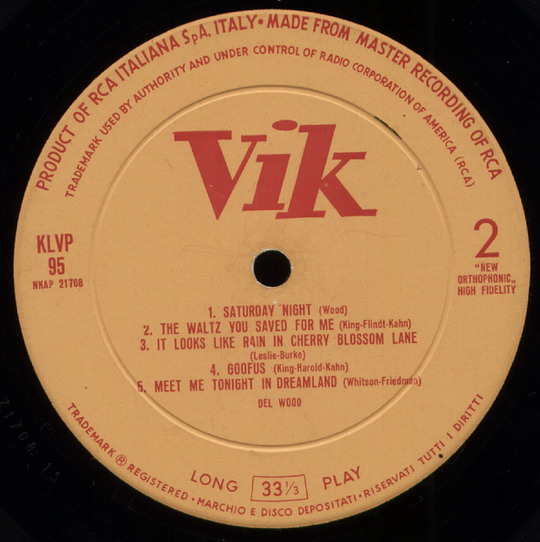 PRODUCT OF RCA ITALIANA SpA, ITALY • MADE FROM MASTER RECORDING OF RCA
TRADEMARK USED BY AUTHORITY AND UNDER CONTROL OF RADIO CORPORATION OF AMERICA (RCA)
Vik
KLVP
95
NKAP 21708
2
"NEW
ORTHOPHONIC„
HIGH FIDELITY
1. SATURDAY NIGHT (Wood)
2. THE WALTZ YOU SAVED FOR ME (King-Flindt-Kahn)
3. IT LOOKS LIKE RAIN IN CHERRY BLOSSOM LANE
(Leslie-Burke)
4. GOOFUS (King-Harold-Kahn)
5. MEET ME TONIGHT IN DREAMLAND (Whitson-Friedman)
DEL WOOD
LONG 33 1/3 PLAY
TRADEMARK ® REGISTERED • MARCHIO E DISCO DEPOSITATI • RISERVATI TUTTI I DIRITTI